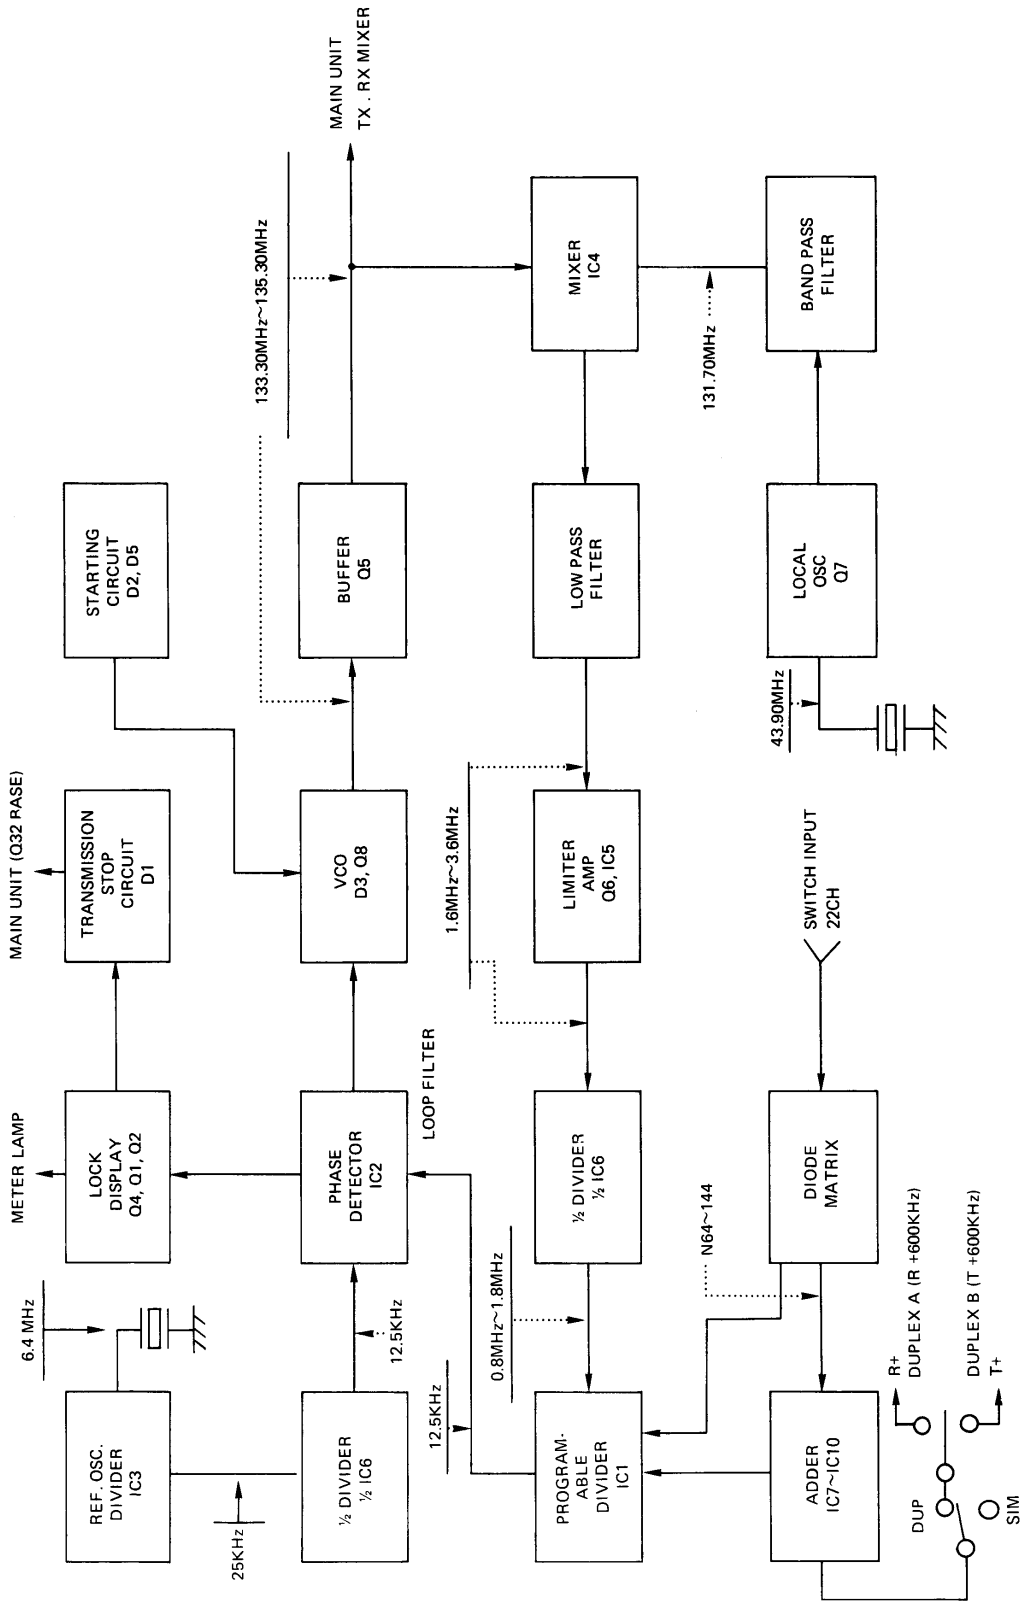 METER LAMP
MAIN UNIT (Q32 RASE)
6.4 MHz
REF. OSC.
DIVIDER
IC3
LOCK
DISPLAY
Q4, Q1, Q2
TRANSMISSION
STOP
CIRCUIT
D1
STARTING
CIRCUIT
D2, D5
25KHz
133.30MHz~135.30MHz
½ DIVIDER
½ IC6
12.5KHz
PHASE
DETECTOR
IC2
LOOP FILTER
VCO
D3, Q8
BUFFER
Q5
MAIN UNIT
TX . RX MIXER
12.5KHz
0.8MHz~1.8MHz
1.6MHz~3.6MHz
PROGRAM-
ABLE
DIVIDER
IC1
½ DIVIDER
½ IC6
LIMITER
AMP
Q6, IC5
LOW PASS
FILTER
MIXER
IC4
N64~144
131.70MHz
43.90MHz
ADDER
IC7~IC10
DIODE
MATRIX
SWITCH INPUT
22CH
LOCAL
OSC
Q7
BAND PASS
FILTER
R+
DUPLEX A (R +600KHz)
DUP
DUPLEX B (T +600KHz)
T+
SIM